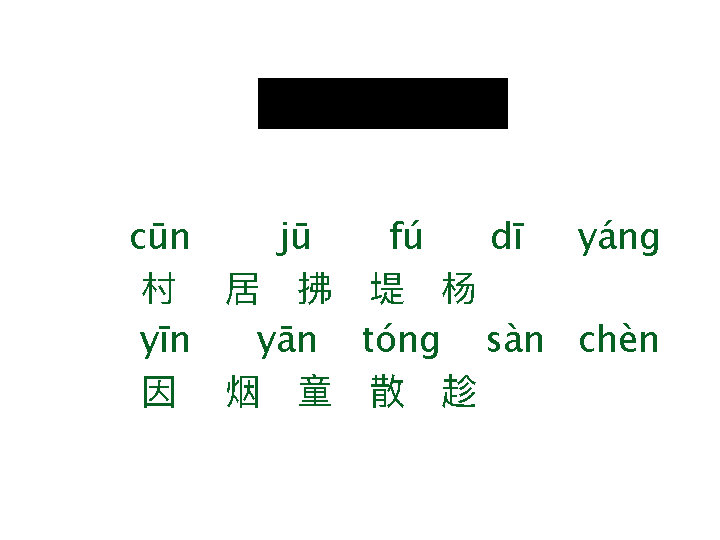 cūn jū fú dī yáng
村 居 拂 堤 杨
yīn yān tóng sàn chèn
因 烟 童 散 趁